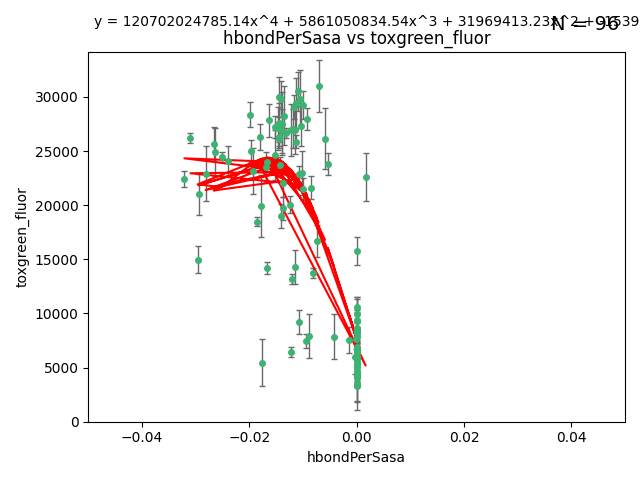 y = 120702024785.14x^4 + 5861050834.54x^3 + 31969413.23x^2 +
N = 96
hbondPerSasa vs toxgreen_fluor
30000
25000
20000
15000
10000
5000
0
toxgreen_fluor
−0.04 −0.02 0.00 0.02 0.04
hbondPerSasa